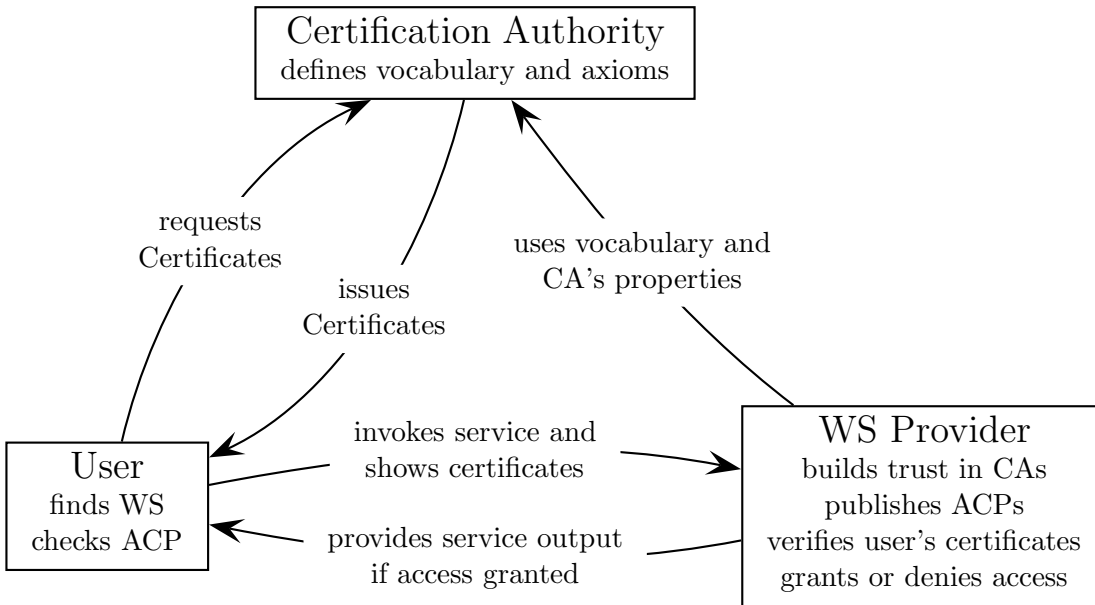 Certification Authority
defines vocabulary and axioms
requests
Certificates
issues
Certificates
uses vocabulary and
CA's properties
User
finds WS
checks ACP
invokes service and
shows certificates
provides service output
if access granted
WS Provider
builds trust in CAs
publishes ACPs
verifies user's certificates
grants or denies access